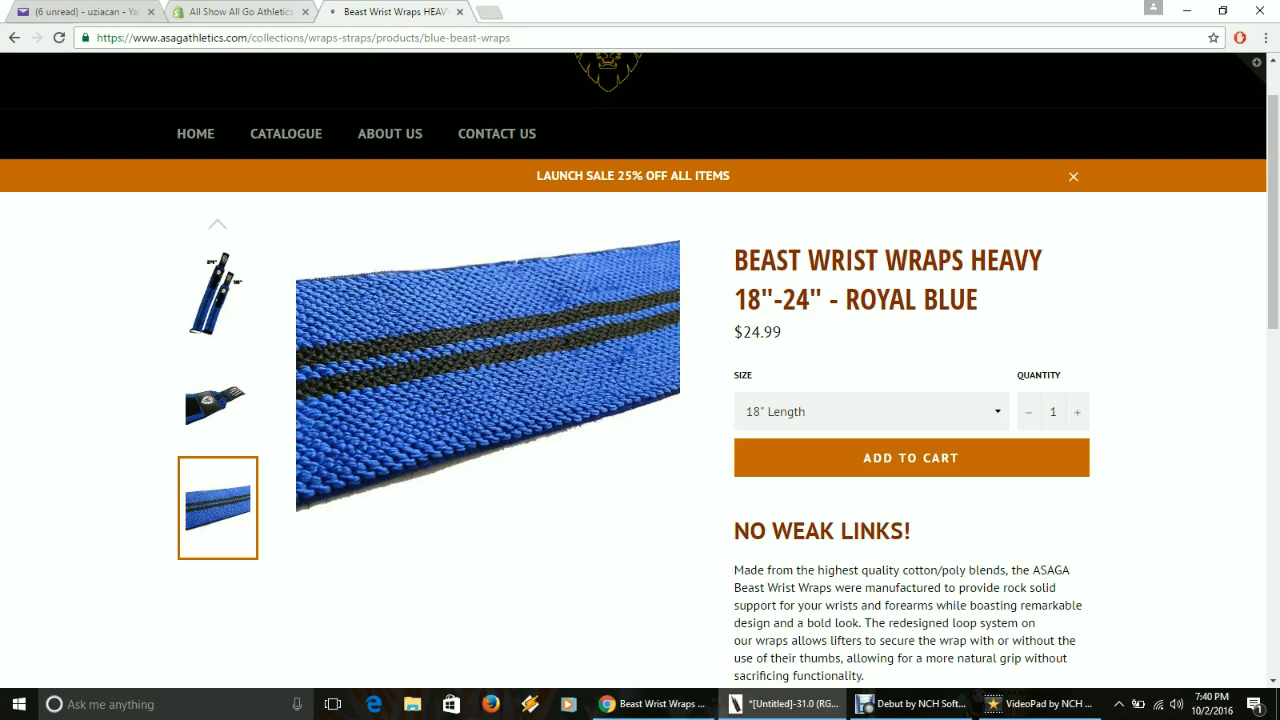 (6 unread) - uziacan - Ya
All Show All Go Athletics
Beast Wrist Wraps HEAVY
https://www.asagathletics.com/collections/wraps-straps/products/blue-beast-wraps
HOME CATALOGUE ABOUT US CONTACT US
LAUNCH SALE 25% OFF ALL ITEMS
24"
18"
BEAST WRIST WRAPS HEAVY
18"-24" - ROYAL BLUE
$24.99
SIZE QUANTITY
18" Length
1
ADD TO CART
NO WEAK LINKS!
Made from the highest quality cotton/poly blends, the ASAGA
Beast Wrist Wraps were manufactured to provide rock solid
support for your wrists and forearms while boasting remarkable
design and a bold look. The redesigned loop system on
our wraps allows lifters to secure the wrap with or without the
use of their thumbs, allowing for a more natural grip without
sacrificing functionality.
Ask me anything
Beast Wrist Wraps ...
*[Untitled]-31.0 (RG...
Debut by NCH Soft...
VideoPad by NCH ...
7:40 PM
10/2/2016